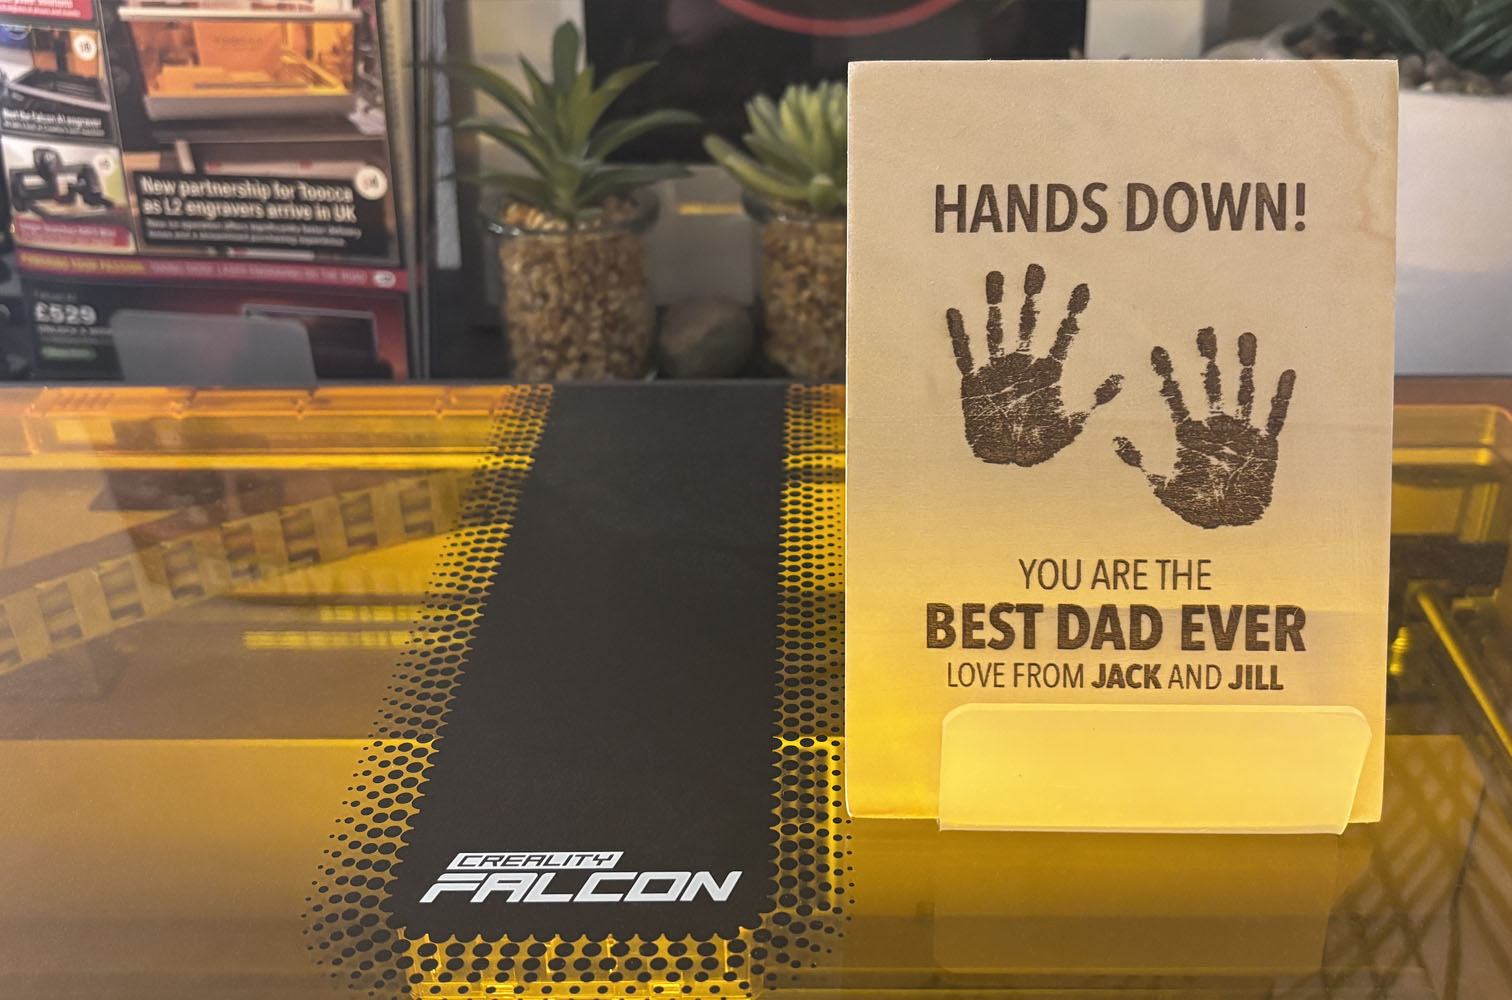 New partnership for Toocca
as L2 engravers arrive in UK
£529
HANDS DOWN!
YOU ARE THE
BEST DAD EVER
LOVE FROM JACK AND JILL
CREALITY
FALCON